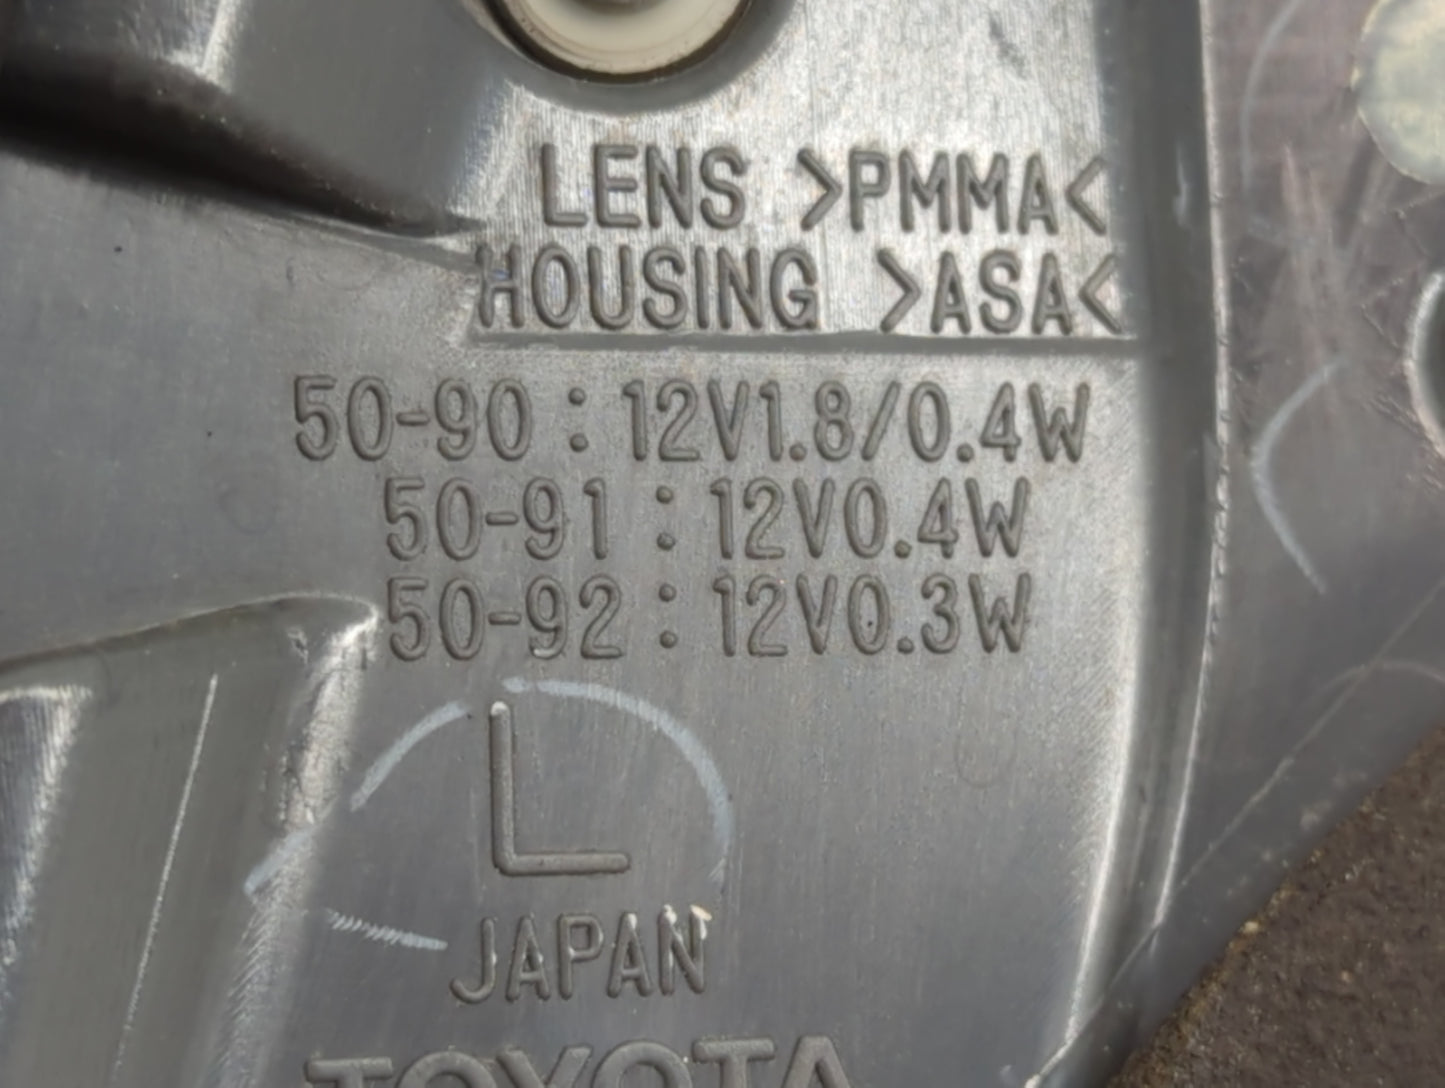 LENS >PMMA<
HOUSING >ASA<
50-90 : 12V1.8/0.4W
50-91 : 12V0.4W
50-92 : 12V0.3W
L
JAPAN
TOYOTA